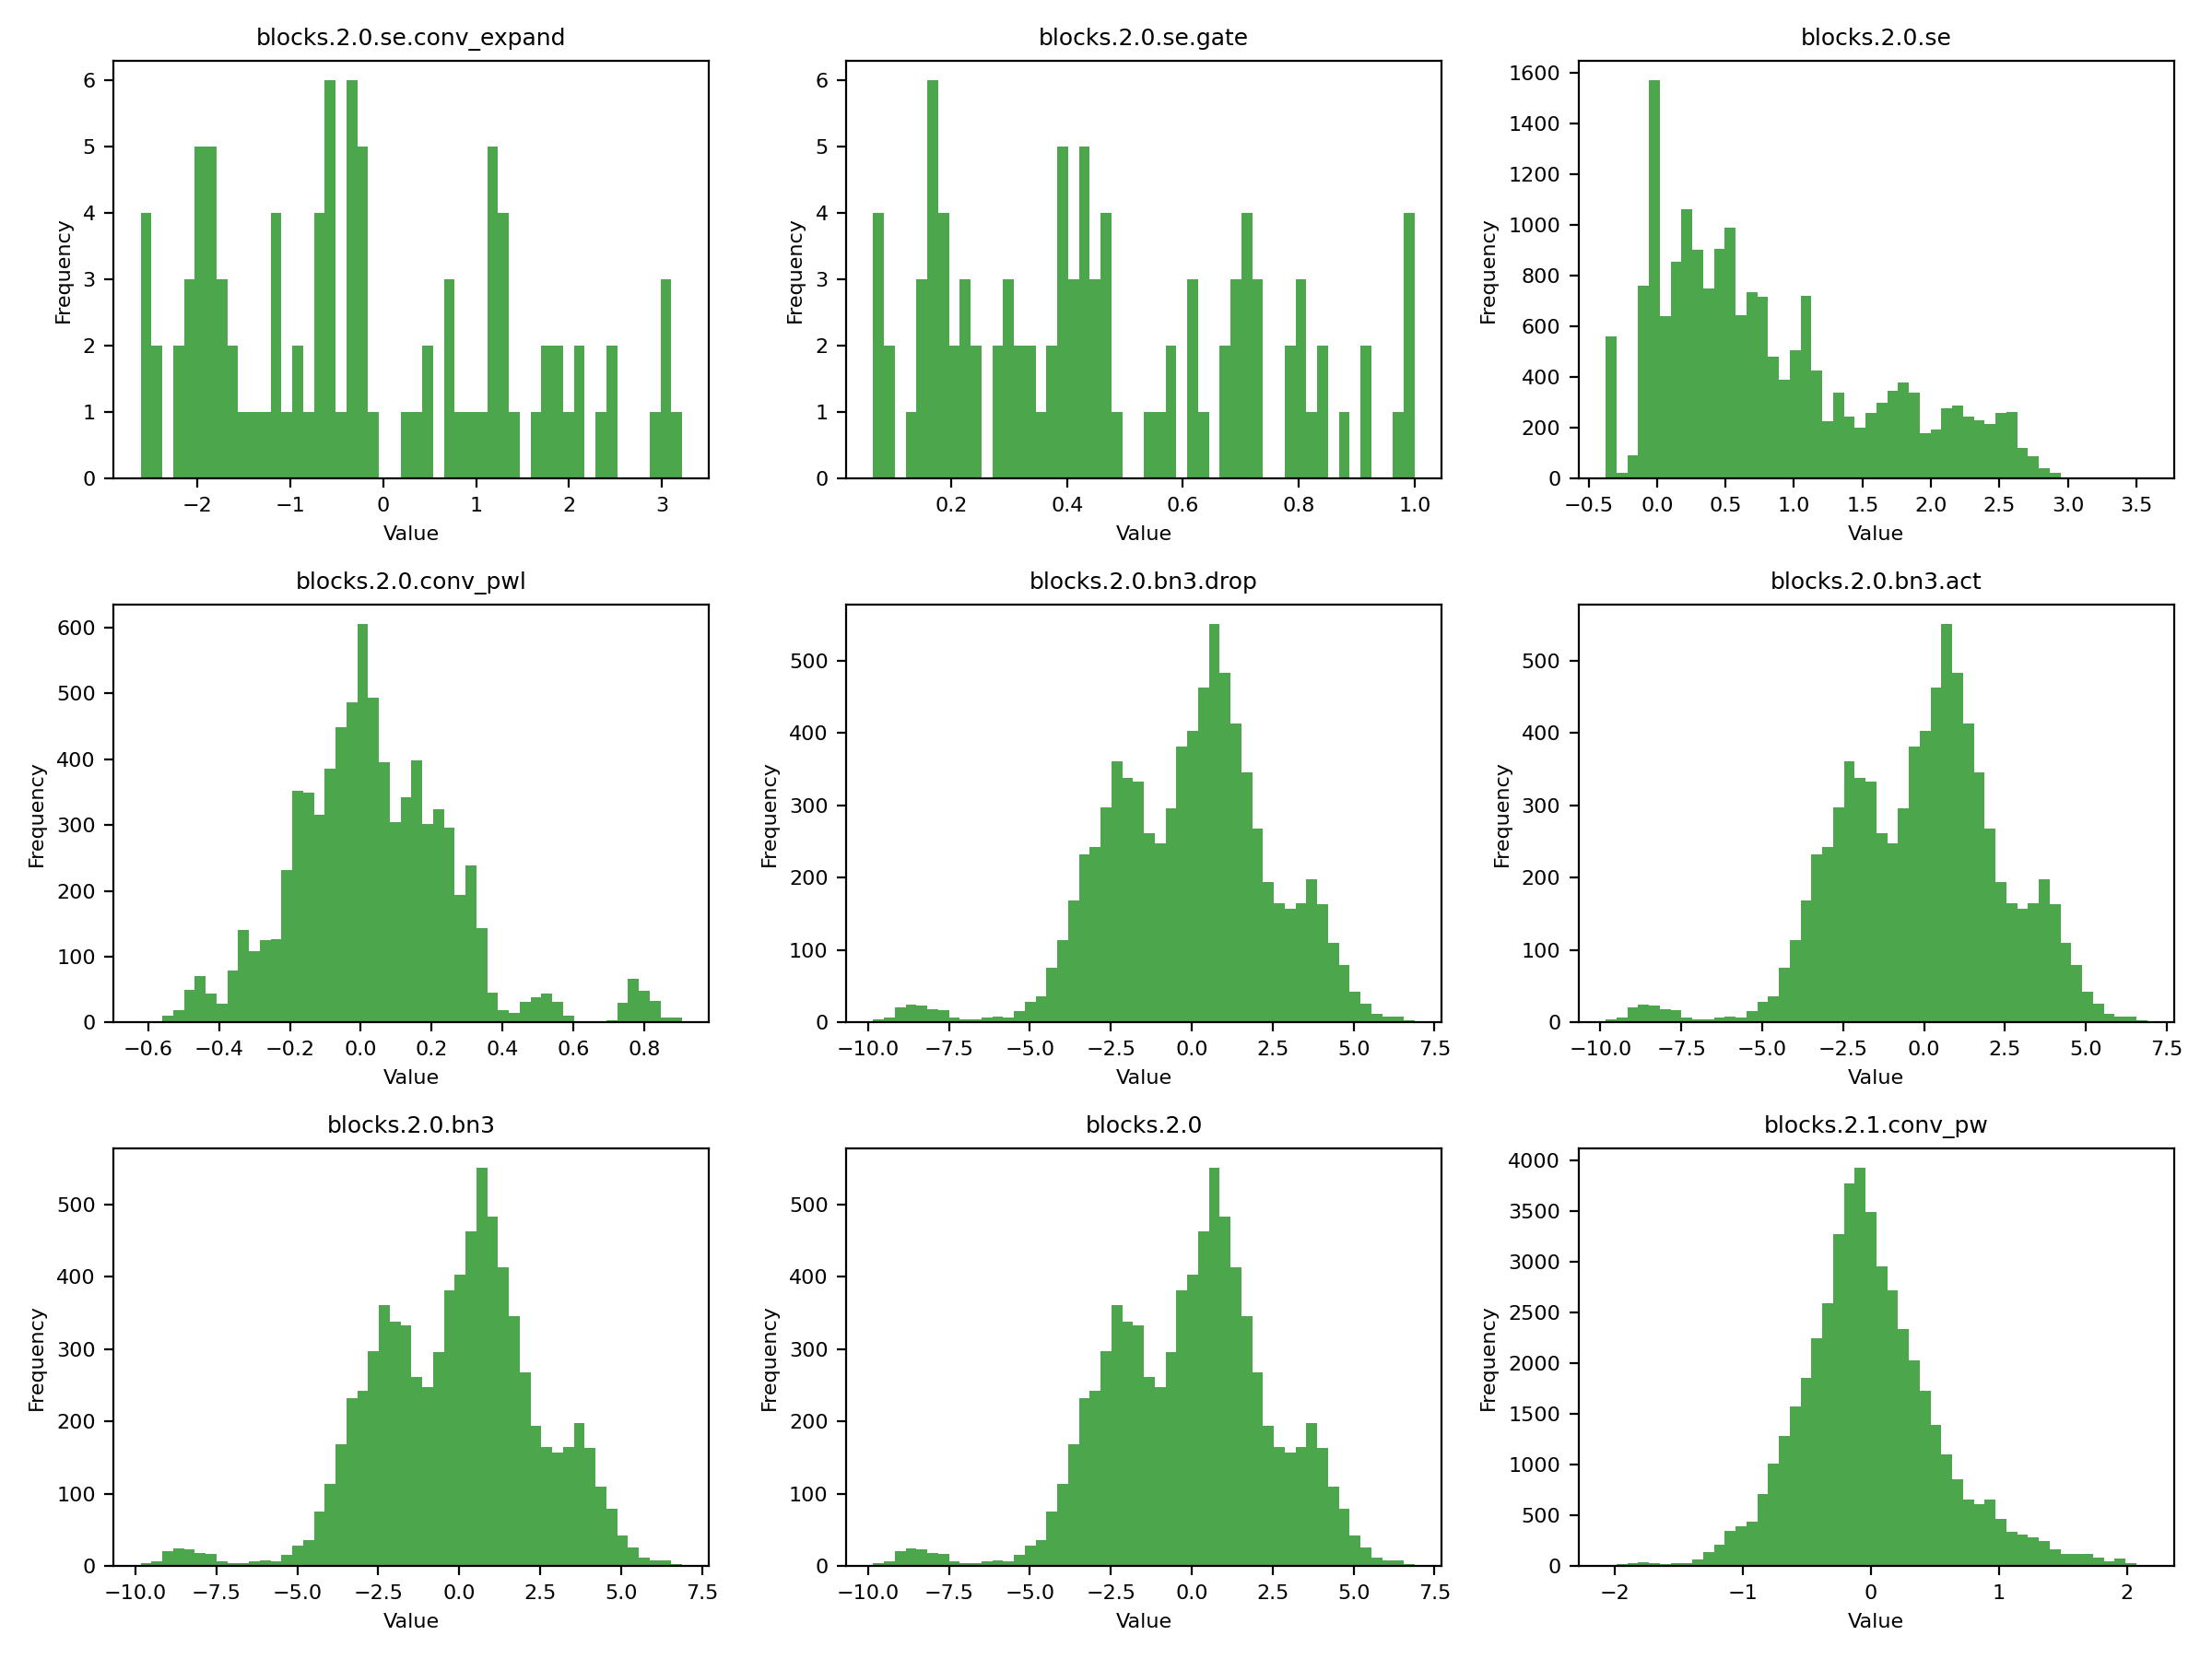 blocks.2.0.se.conv_expand
6
5
4
3
2
1
0
Frequency
−2 −1 0 1 2 3
Value
blocks.2.0.se.gate
6
5
4
3
2
1
0
Frequency
0.2 0.4 0.6 0.8 1.0
Value
blocks.2.0.se
1600
1400
1200
1000
800
600
400
200
0
Frequency
−0.5 0.0 0.5 1.0 1.5 2.0 2.5 3.0 3.5
Value
blocks.2.0.conv_pwl
600
500
400
300
200
100
0
Frequency
−0.6 −0.4 −0.2 0.0 0.2 0.4 0.6 0.8
Value
blocks.2.0.bn3.drop
500
400
300
200
100
0
Frequency
−10.0 −7.5 −5.0 −2.5 0.0 2.5 5.0 7.5
Value
blocks.2.0.bn3.act
500
400
300
200
100
0
Frequency
−10.0 −7.5 −5.0 −2.5 0.0 2.5 5.0 7.5
Value
blocks.2.0.bn3
500
400
300
200
100
0
Frequency
−10.0 −7.5 −5.0 −2.5 0.0 2.5 5.0 7.5
Value
blocks.2.0
500
400
300
200
100
0
Frequency
−10.0 −7.5 −5.0 −2.5 0.0 2.5 5.0 7.5
Value
blocks.2.1.conv_pw
4000
3500
3000
2500
2000
1500
1000
500
0
Frequency
−2 −1 0 1 2
Value